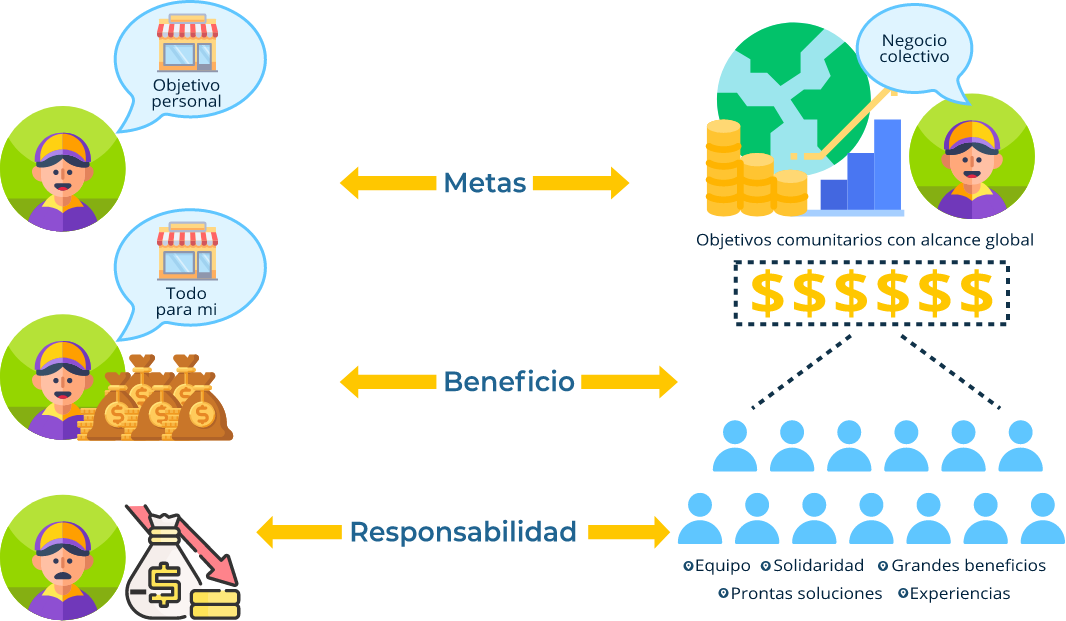 Objetivo
personal
Negocio
colectivo
Metas
Objetivos comunitarios con alcance global
Todo
para mi
$ $ $ $ $ $
Beneficio
Responsabilidad
Equipo Solidaridad Grandes beneficios
Prontas soluciones Experiencias